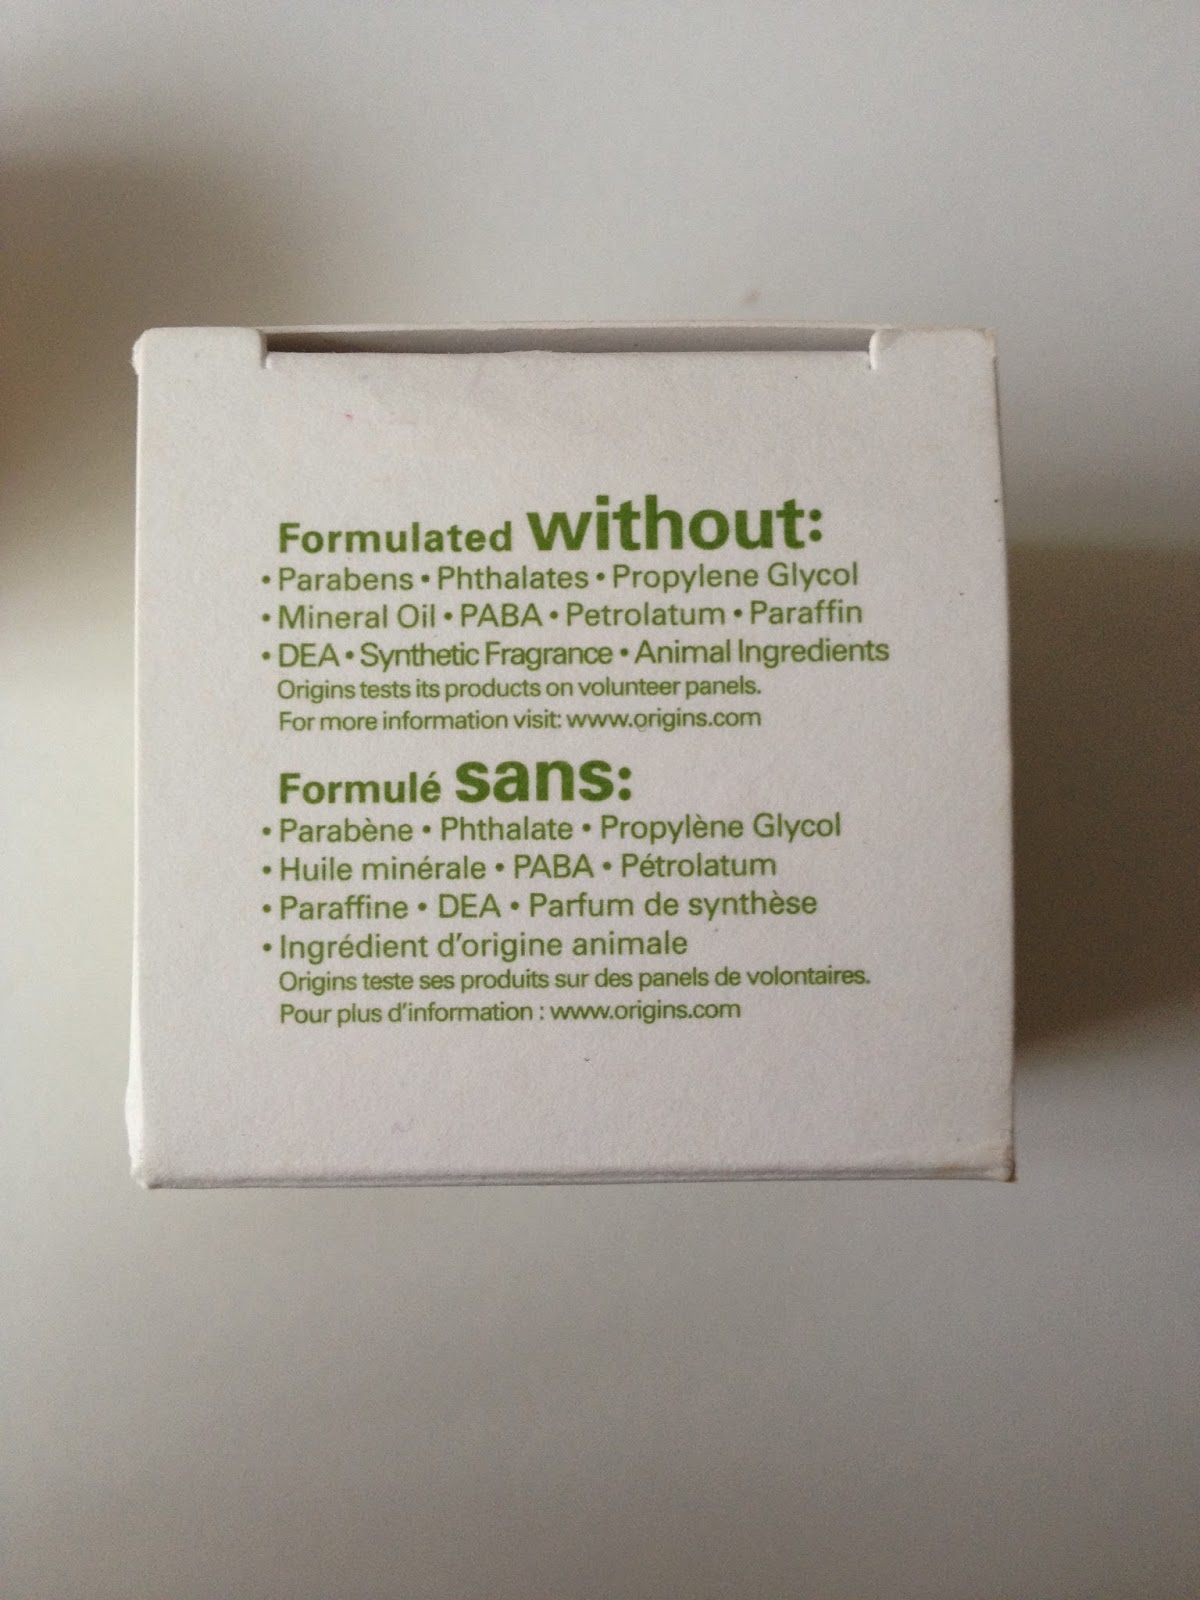 Formulated without:
• Parabens • Phthalates • Propylene Glycol
• Mineral Oil • PABA • Petrolatum • Paraffin
• DEA • Synthetic Fragrance • Animal Ingredients
Origins tests its products on volunteer panels.
For more information visit: www.origins.com
Formulé sans:
• Parabène • Phthalate • Propylène Glycol
• Huile minérale • PABA • Pétrolatum
• Paraffine • DEA • Parfum de synthèse
• Ingrédient d'origine animale
Origins teste ses produits sur des panels de volontaires.
Pour plus d'information : www.origins.com